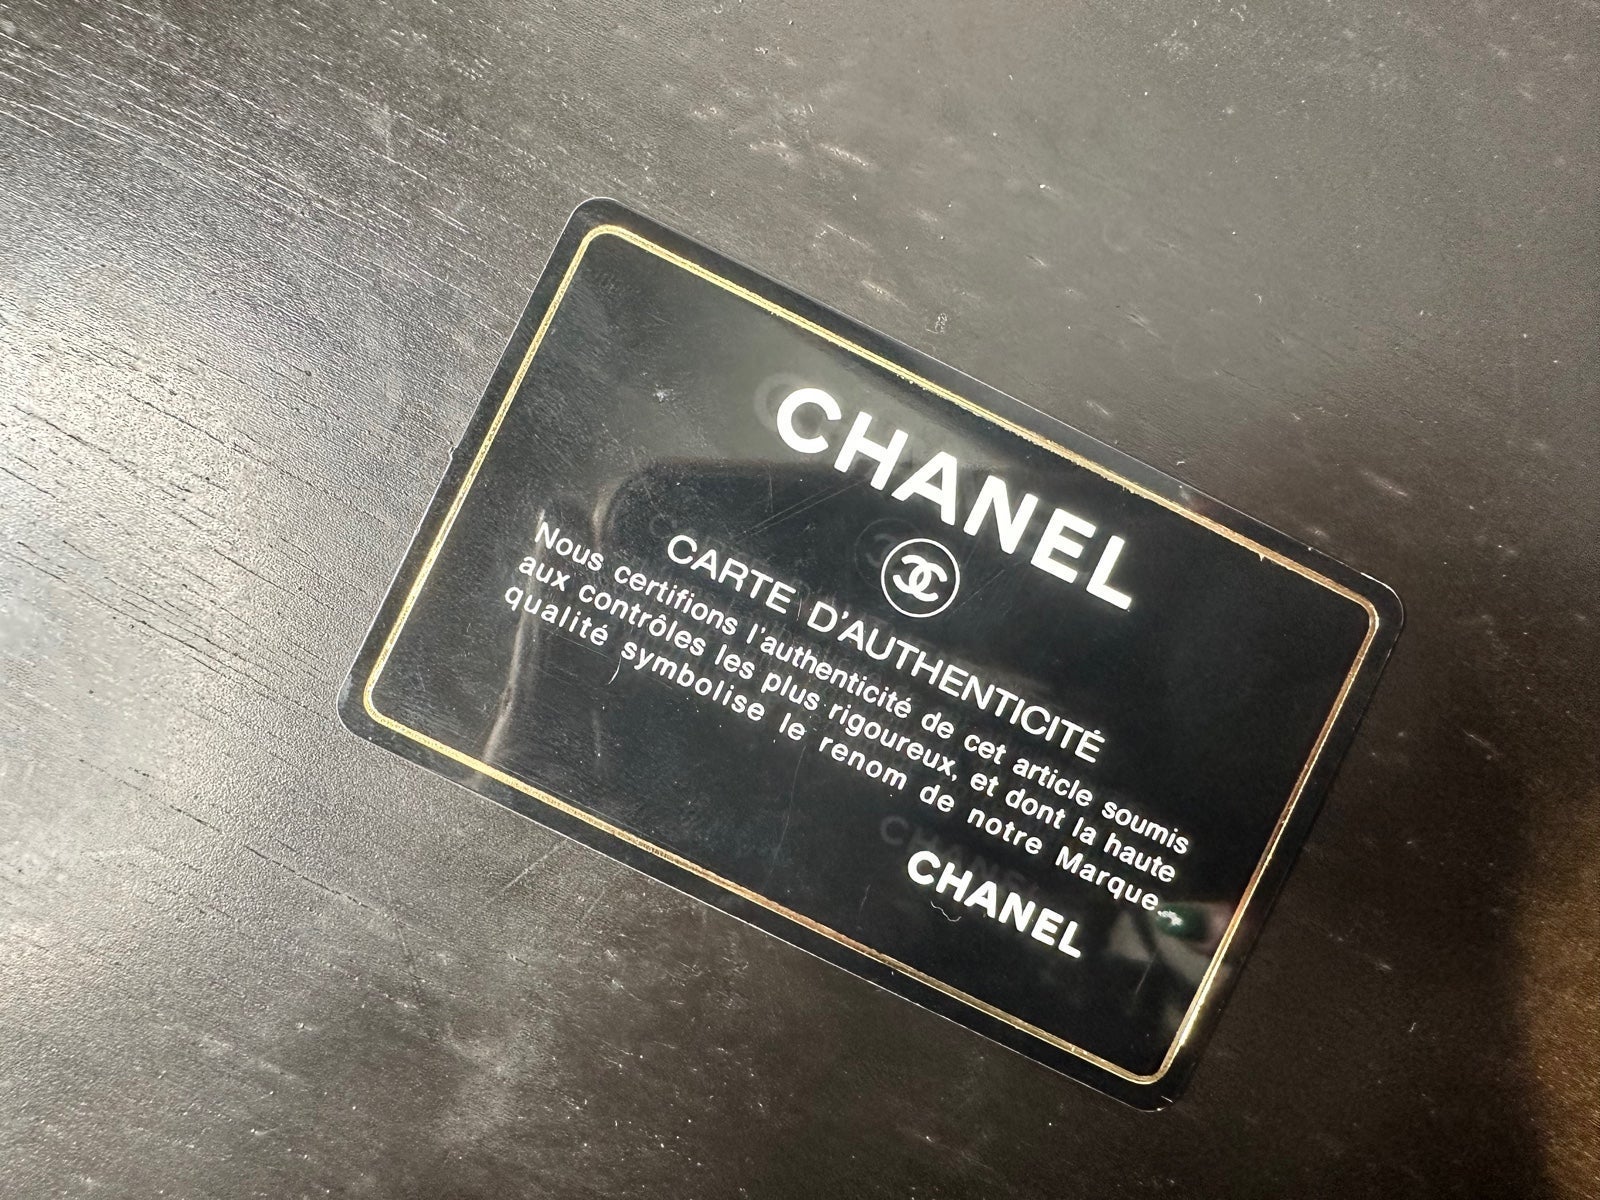 CHANEL
CARTE D'AUTHENTICITÉ
Nous certifions l'authenticité de cet article soumis
aux contrôles les plus rigoureux, et dont la haute
qualité symbolise le renom de notre Marque.
CHANEL